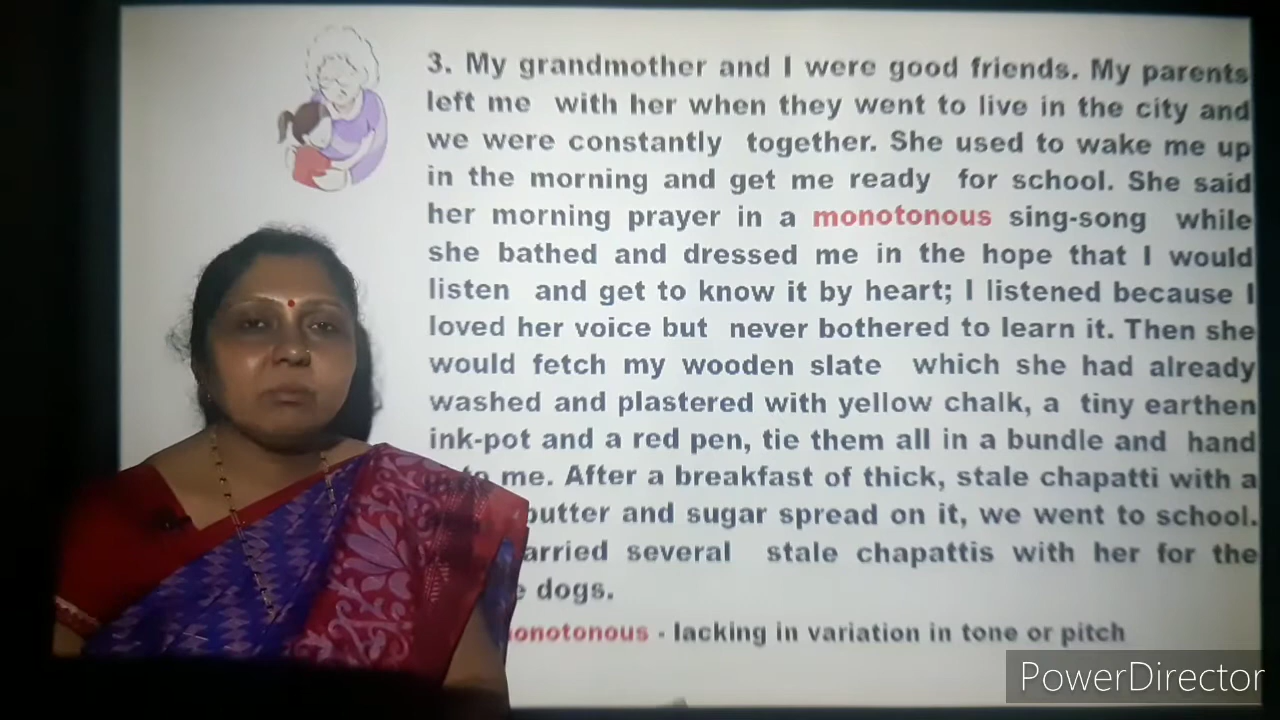 3. My grandmother and I were good friends. My parents
left me with her when they went to live in the city and
we were constantly together. She used to wake me up
in the morning and get me ready for school. She said
her morning prayer in a monotonous sing-song while
she bathed and dressed me in the hope that I would
listen and get to know it by heart; I listened because I
loved her voice but never bothered to learn it. Then she
would fetch my wooden slate which she had already
washed and plastered with yellow chalk, a tiny earthen
ink-pot and a red pen, tie them all in a bundle and hand
me. After a breakfast of thick, stale chapatti with a
butter and sugar spread on it, we went to school.
arried several stale chapattis with her for the
dogs.
onotonous - lacking in variation in tone or pitch
PowerDirector